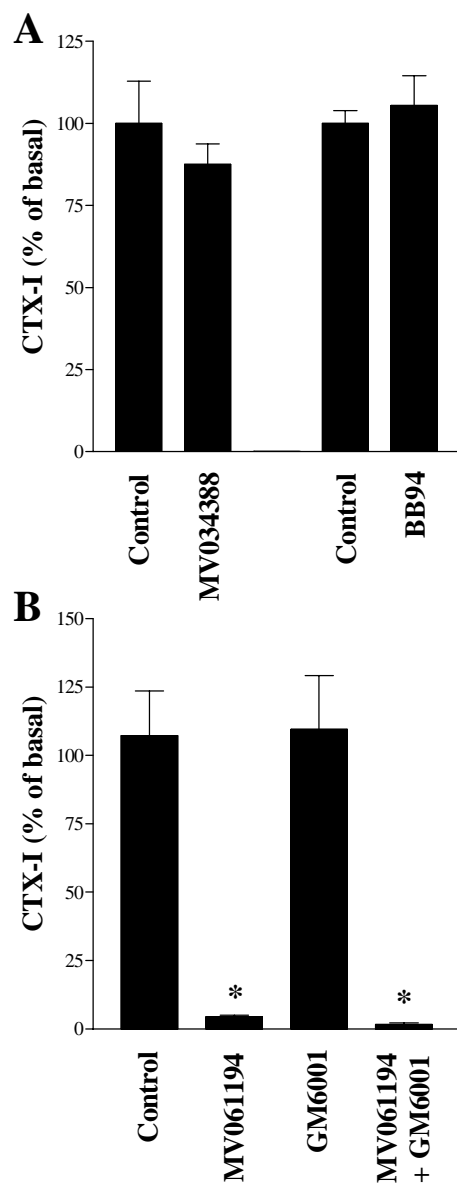 A
CTX-I (% of basal)
125
100
75
50
25
0
Control
MV034388
Control
BB94
B
CTX-I (% of basal)
150
125
100
75
50
25
0
*
*
Control
MV061194
GM6001
MV061194
+ GM6001